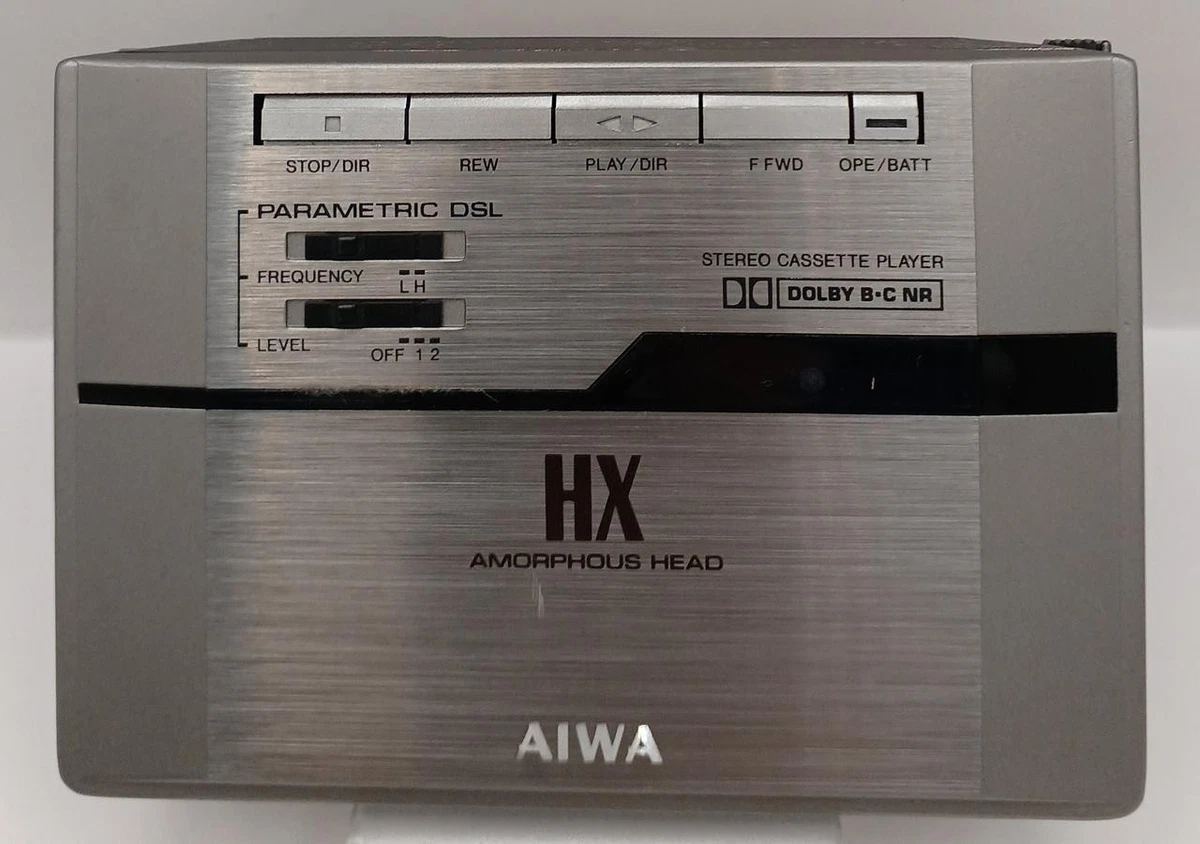 STOP/DIR REW PLAY/DIR F FWD OPE/BATT
PARAMETRIC DSL
FREQUENCY L H
LEVEL OFF 1 2
STEREO CASSETTE PLAYER
DOLBY B·C NR
HX
AMORPHOUS HEAD
AIWA